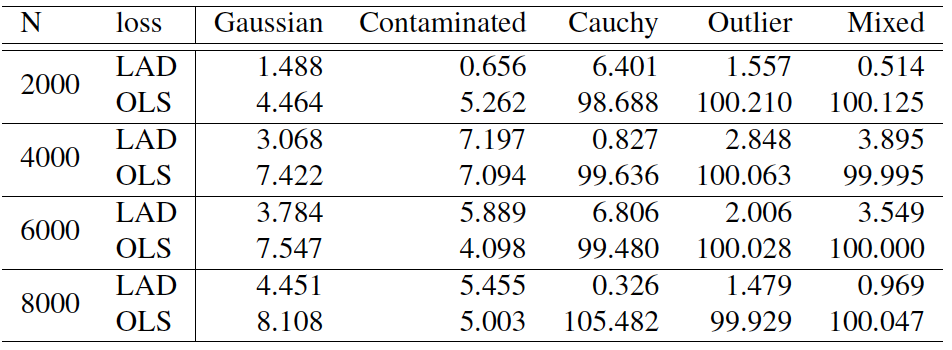 N loss Gaussian Contaminated Cauchy Outlier Mixed
2000 LAD 1.488 0.656 6.401 1.557 0.514
OLS 4.464 5.262 98.688 100.210 100.125
4000 LAD 3.068 7.197 0.827 2.848 3.895
OLS 7.422 7.094 99.636 100.063 99.995
6000 LAD 3.784 5.889 6.806 2.006 3.549
OLS 7.547 4.098 99.480 100.028 100.000
8000 LAD 4.451 5.455 0.326 1.479 0.969
OLS 8.108 5.003 105.482 99.929 100.047